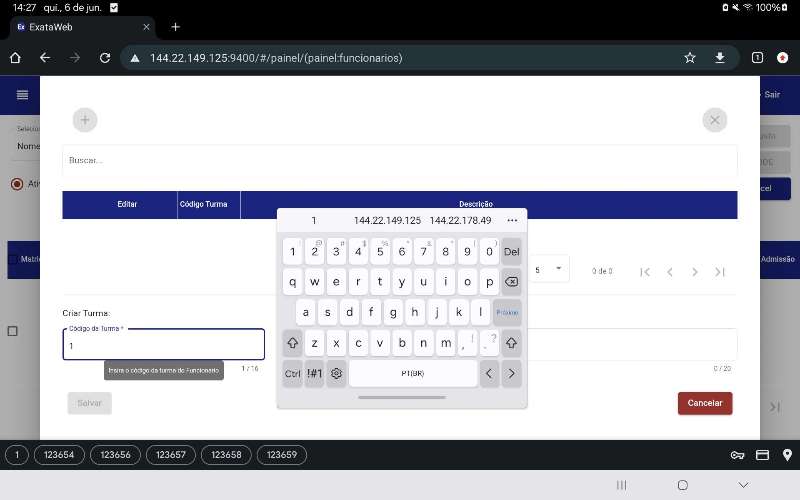 14:27 qui., 6 de jun. 100%
ExataWeb
144.22.149.125:9400/#/painel/(painel:funcionarios) 1
Sair
Nome
Buscar...
Editar Código Turma Descrição
1 144.22.149.125 144.22.178.49 ...
1 2 3 4 5 6 7 8 9 0 Del
q w e r t y u i o p
a s d f g h j k l Próximo
z x c v b n m , ! . ?
Ctrl !#1 PT(BR)
5 0 de 0
Admissão
Criar Turma:
Código da Turma *
1
Insira o código da turma do Funcionario
1 / 16 0 / 20
Salvar Cancelar
1 123654 123656 123657 123658 123659